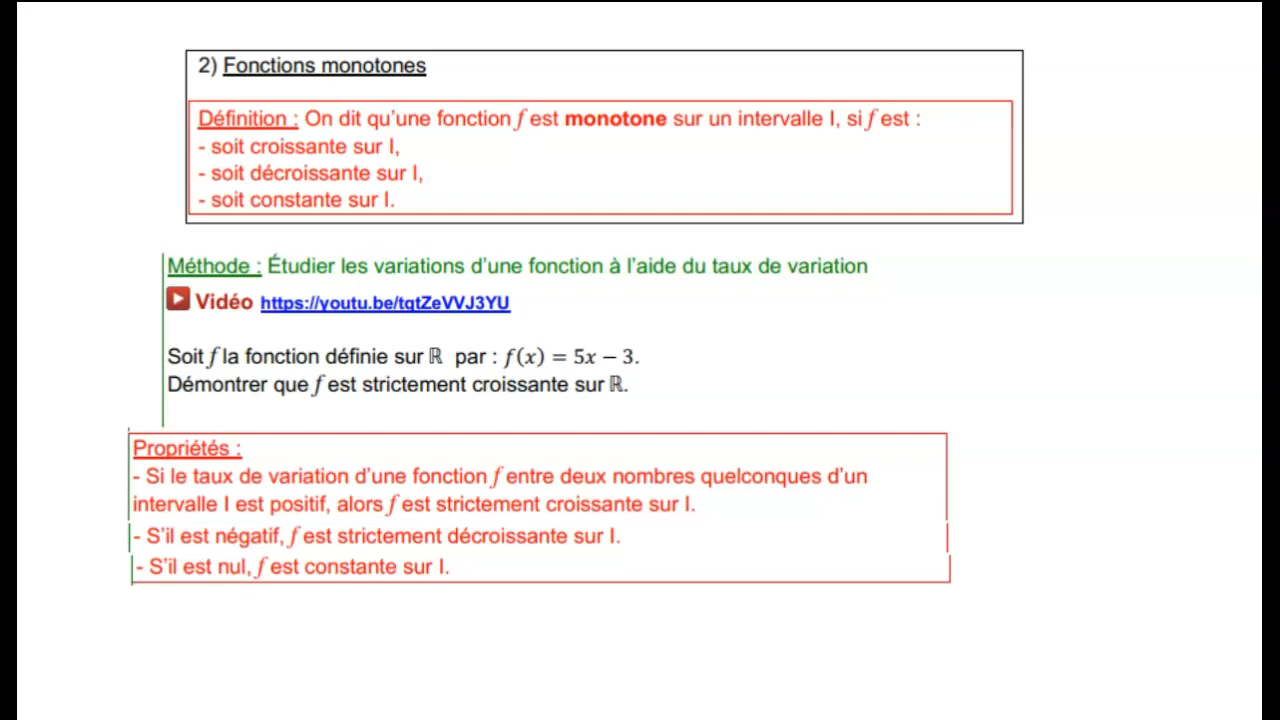 2) Fonctions monotones
Définition : On dit qu'une fonction f est monotone sur un intervalle I, si f est :
- soit croissante sur I,
- soit décroissante sur I,
- soit constante sur I.
Méthode : Étudier les variations d'une fonction à l'aide du taux de variation
Vidéo https://youtu.be/tqtZeVVJ3YU
Soit f la fonction définie sur ℝ par : f(x) = 5x − 3.
Démontrer que f est strictement croissante sur ℝ.
Propriétés :
- Si le taux de variation d'une fonction f entre deux nombres quelconques d'un
intervalle I est positif, alors f est strictement croissante sur I.
- S'il est négatif, f est strictement décroissante sur I.
- S'il est nul, f est constante sur I.